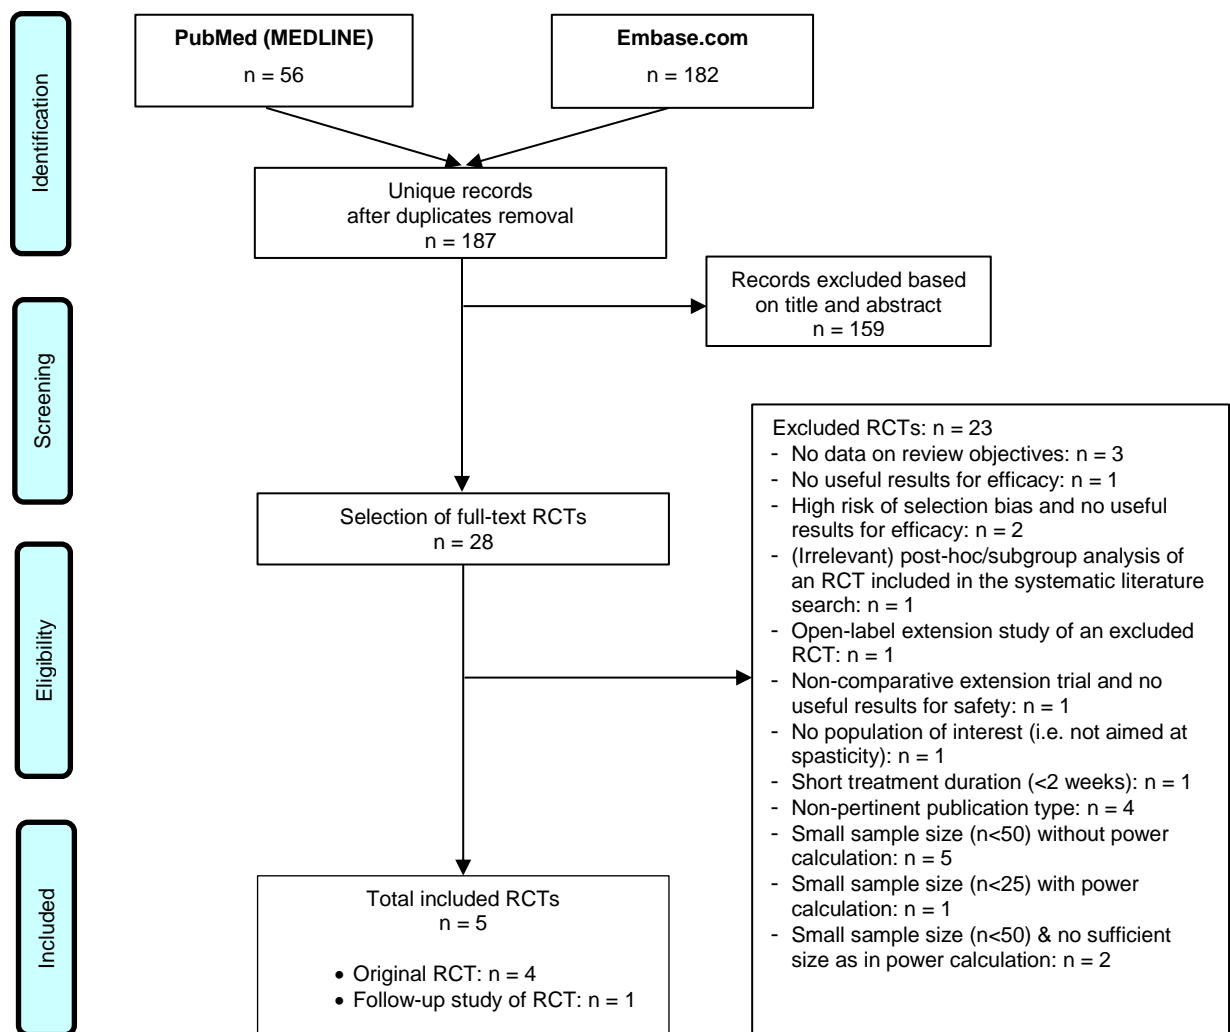 Identification
PubMed (MEDLINE)
n = 56
Embase.com
n = 182
Unique records
after duplicates removal
n = 187
Screening
Records excluded based
on title and abstract
n = 159
Selection of full-text RCTs
n = 28
Eligibility
Excluded RCTs: n = 23
- No data on review objectives: n = 3
- No useful results for efficacy: n = 1
- High risk of selection bias and no useful
results for efficacy: n = 2
- (Irrelevant) post-hoc/subgroup analysis of
an RCT included in the systematic literature
search: n = 1
- Open-label extension study of an excluded
RCT: n = 1
- Non-comparative extension trial and no
useful results for safety: n = 1
- No population of interest (i.e. not aimed at
spasticity): n = 1
- Short treatment duration (<2 weeks): n = 1
- Non-pertinent publication type: n = 4
- Small sample size (n<50) without power
calculation: n = 5
- Small sample size (n<25) with power
calculation: n = 1
- Small sample size (n<50) & no sufficient
size as in power calculation: n = 2
Included
Total included RCTs
n = 5
• Original RCT: n = 4
• Follow-up study of RCT: n = 1